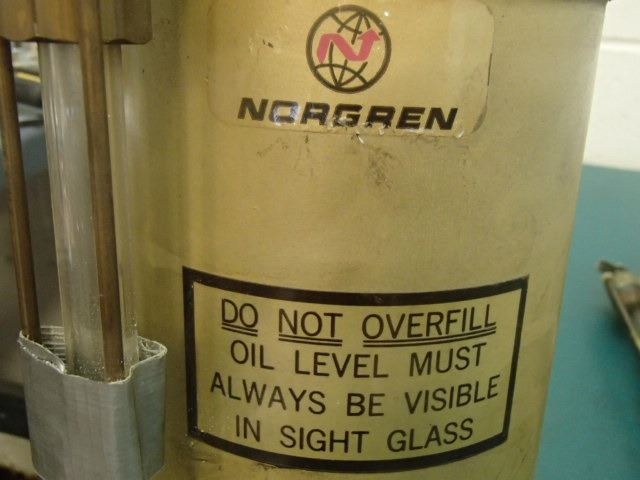 N
NORGREN
DO NOT OVERFILL
OIL LEVEL MUST
ALWAYS BE VISIBLE
IN SIGHT GLASS